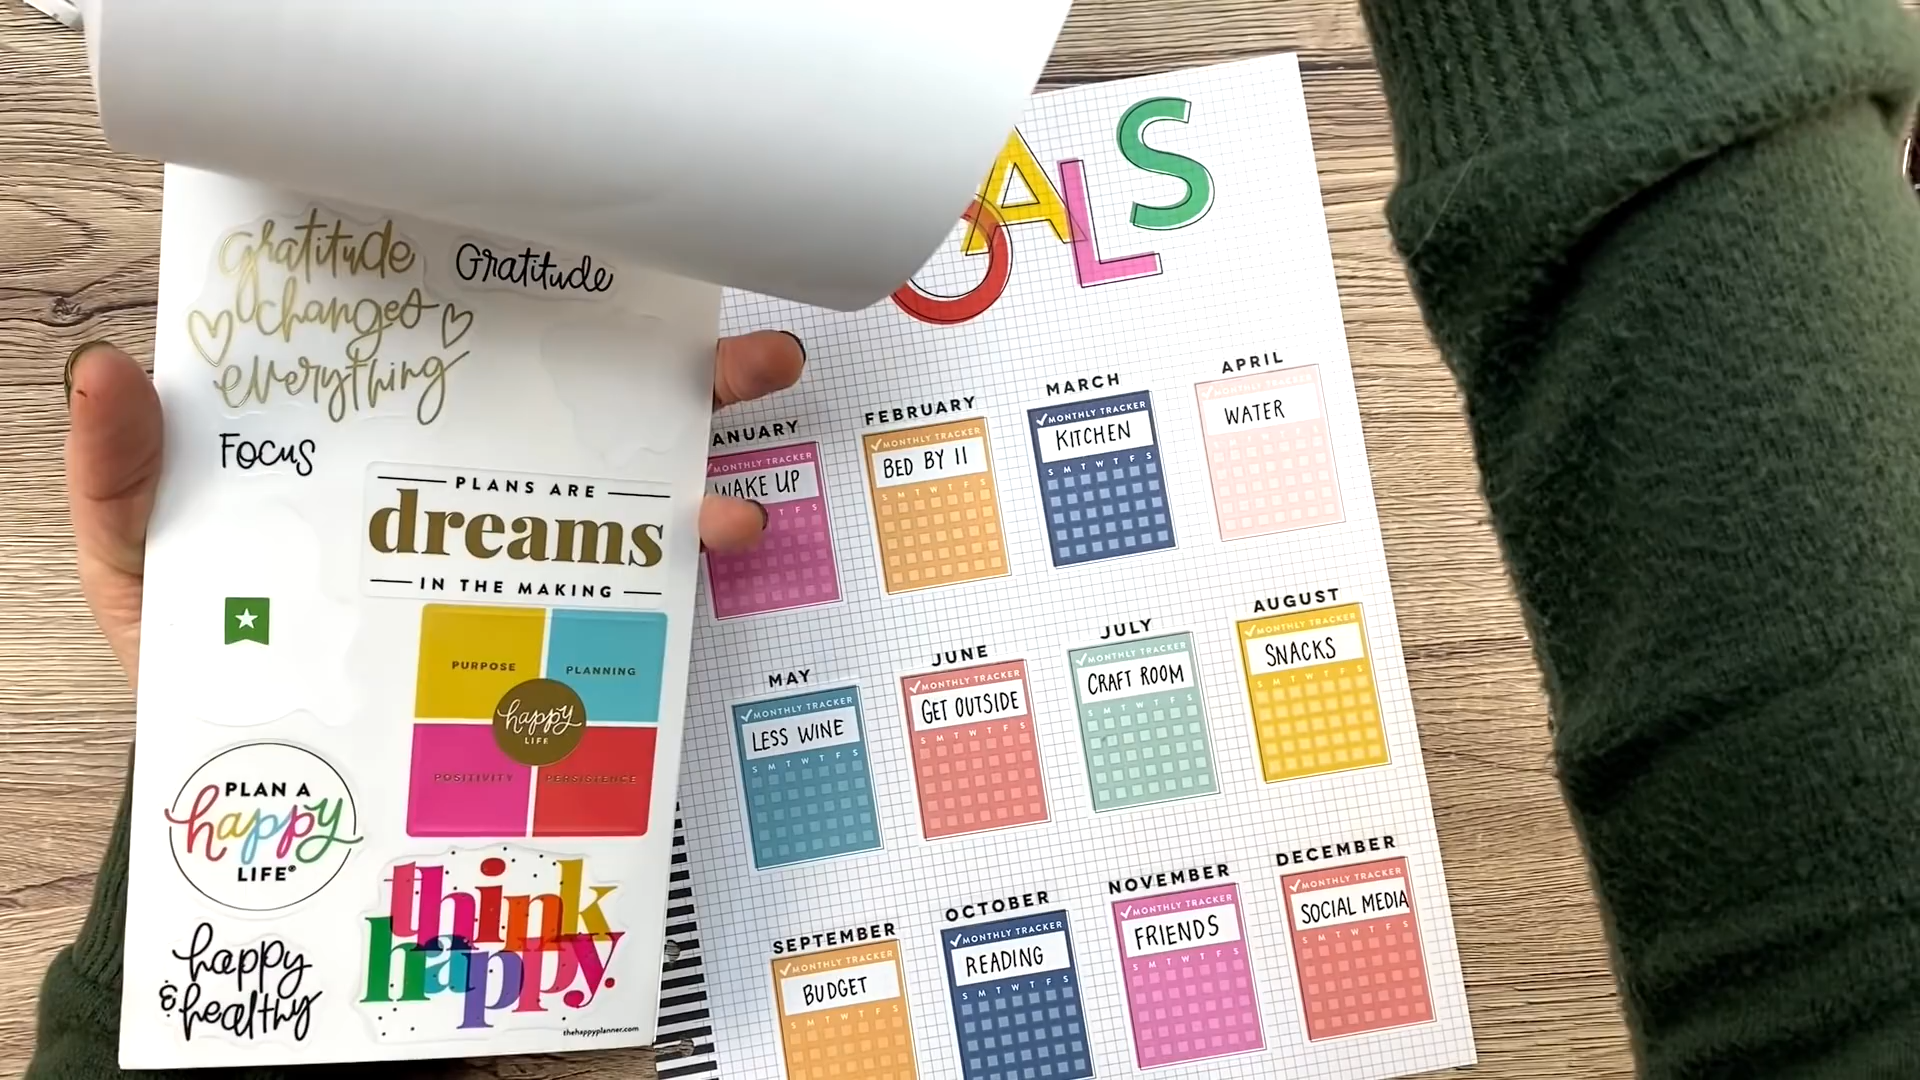 gratitude
changes
everything
Gratitude
Focus
PLANS ARE
dreams
IN THE MAKING
PURPOSE
PLANNING
happy
LIFE
POSITIVITY
PERSISTENCE
PLAN A
happy
LIFE®
think
happy.
happy
& healthy
thehappyplanner.com
OALS
ANUARY
MONTHLY TRACKER
WAKE UP
T F S
FEBRUARY
MONTHLY TRACKER
BED BY 11
S M T W T F S
MARCH
MONTHLY TRACKER
KITCHEN
S M T W T F S
APRIL
MONTHLY TRACKER
WATER
S M T W T F S
MAY
MONTHLY TRACKER
LESS WINE
S M T W T F S
JUNE
MONTHLY TRACKER
GET OUTSIDE
S M T W T F S
JULY
MONTHLY TRACKER
CRAFT ROOM
S M T W T F S
AUGUST
MONTHLY TRACKER
SNACKS
S M T W T F S
SEPTEMBER
MONTHLY TRACKER
BUDGET
S M T W T F S
OCTOBER
MONTHLY TRACKER
READING
S M T W T F S
NOVEMBER
MONTHLY TRACKER
FRIENDS
S M T W T F S
DECEMBER
MONTHLY TRACKER
SOCIAL MEDIA
S M T W T F S